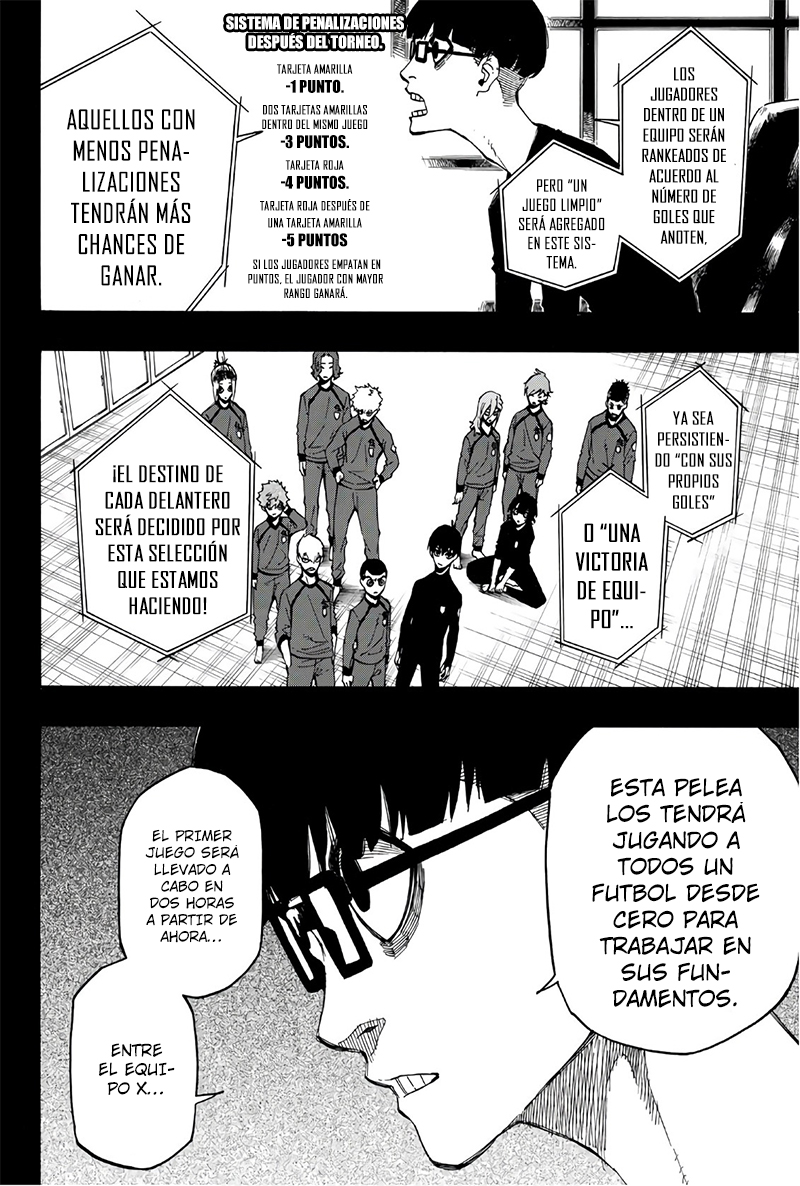 LOS
JUGADORES
DENTRO DE UN
EQUIPO SERÁN
RANKEADOS DE
ACUERDO AL
NÚMERO DE
GOLES QUE
ANOTEN,
PERO "UN
JUEGO LIMPIO"
SERÁ AGREGADO
EN ESTE SIS-
TEMA.
SISTEMA DE PENALIZACIONES
DESPUÉS DEL TORNEO.
TARJETA AMARILLA
-1 PUNTO.
DOS TARJETAS AMARILLAS
DENTRO DEL MISMO JUEGO
-3 PUNTOS.
TARJETA ROJA
-4 PUNTOS.
TARJETA ROJA DESPUÉS DE
UNA TARJETA AMARILLA
-5 PUNTOS
SI LOS JUGADORES EMPATAN EN
PUNTOS, EL JUGADOR CON MAYOR
RANGO GANARÁ.
AQUELLOS CON
MENOS PENA-
LIZACIONES
TENDRÁN MÁS
CHANCES DE
GANAR.
YA SEA
PERSISTIEN-
DO "CON SUS
PROPIOS
GOLES"
O "UNA
VICTORIA
DE EQUI-
PO"...
¡EL DESTINO DE
CADA DELANTERO
SERÁ DECIDIDO POR
ESTA SELECCIÓN
QUE ESTAMOS
HACIENDO!
ESTA PELEA
LOS TENDRÁ
JUGANDO A
TODOS UN
FUTBOL DESDE
CERO PARA
TRABAJAR EN
SUS FUN-
DAMENTOS.
EL PRIMER
JUEGO SERÁ
LLEVADO A
CABO EN
DOS HORAS
A PARTIR DE
AHORA...
ENTRE
EL EQUI-
PO X...